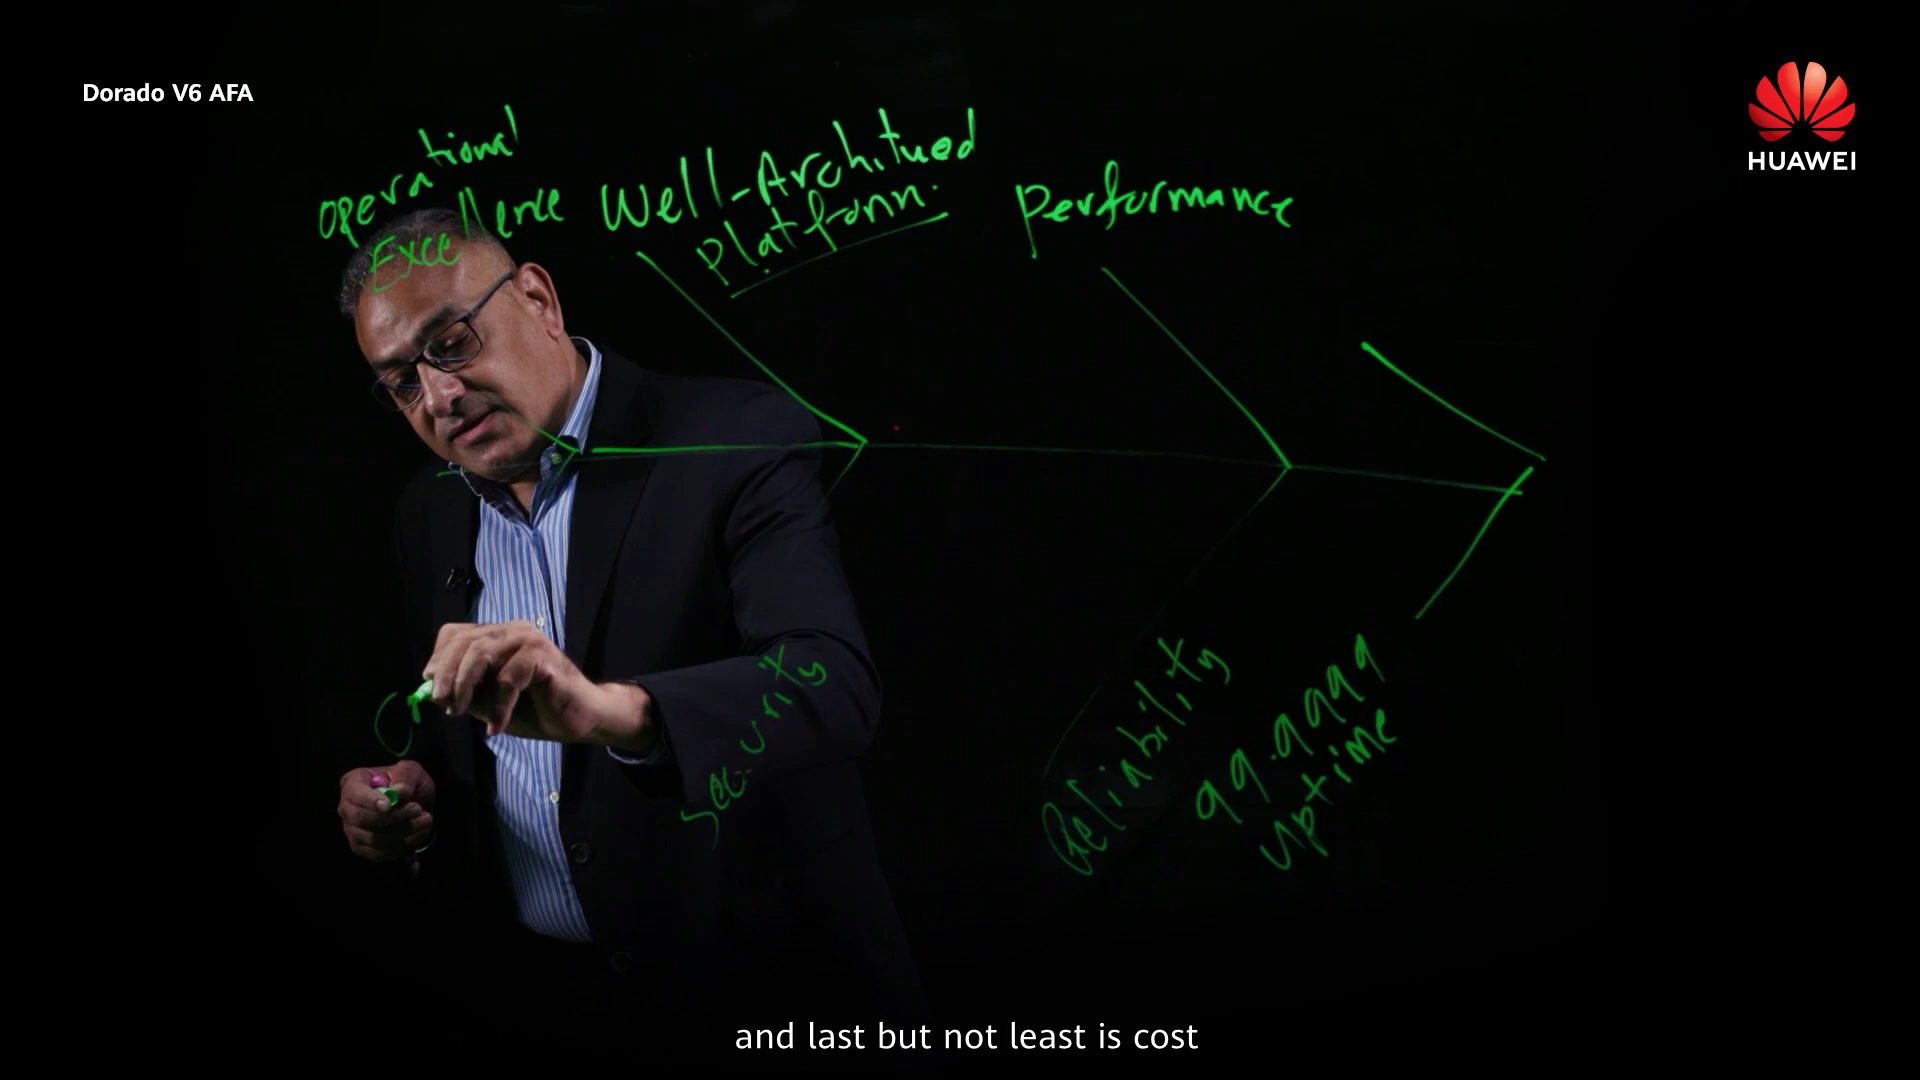 Dorado V6 AFA
HUAWEI
operational
Excellence
Well-Architued
Platform.
Performance
Security
Reliability
99.9999
uptime
and last but not least is cost